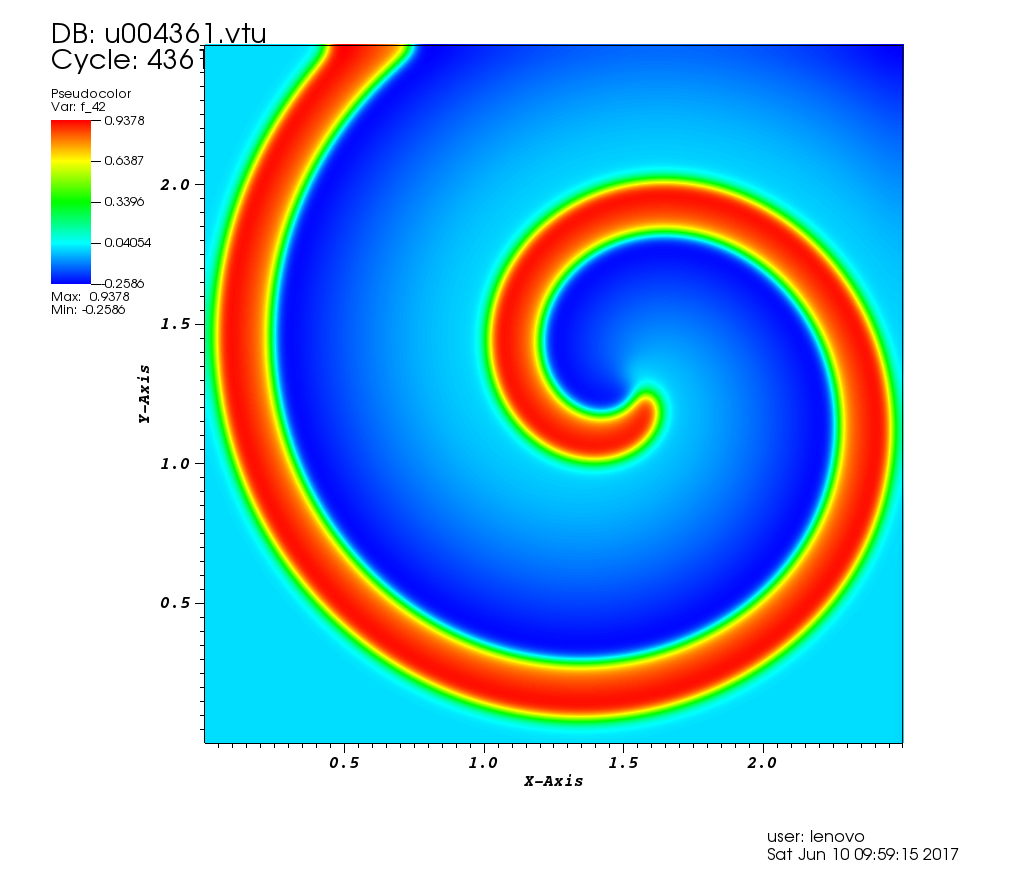 DB: u004361.vtu
Cycle: 4361
Pseudocolor
Var: f_42
0.9378
0.6387
0.3396
0.04054
-0.2586
Max: 0.9378
Min: -0.2586
2.0
1.5
1.0
0.5
Y-Axis
0.5 1.0 1.5 2.0
X-Axis
user: lenovo
Sat Jun 10 09:59:15 2017